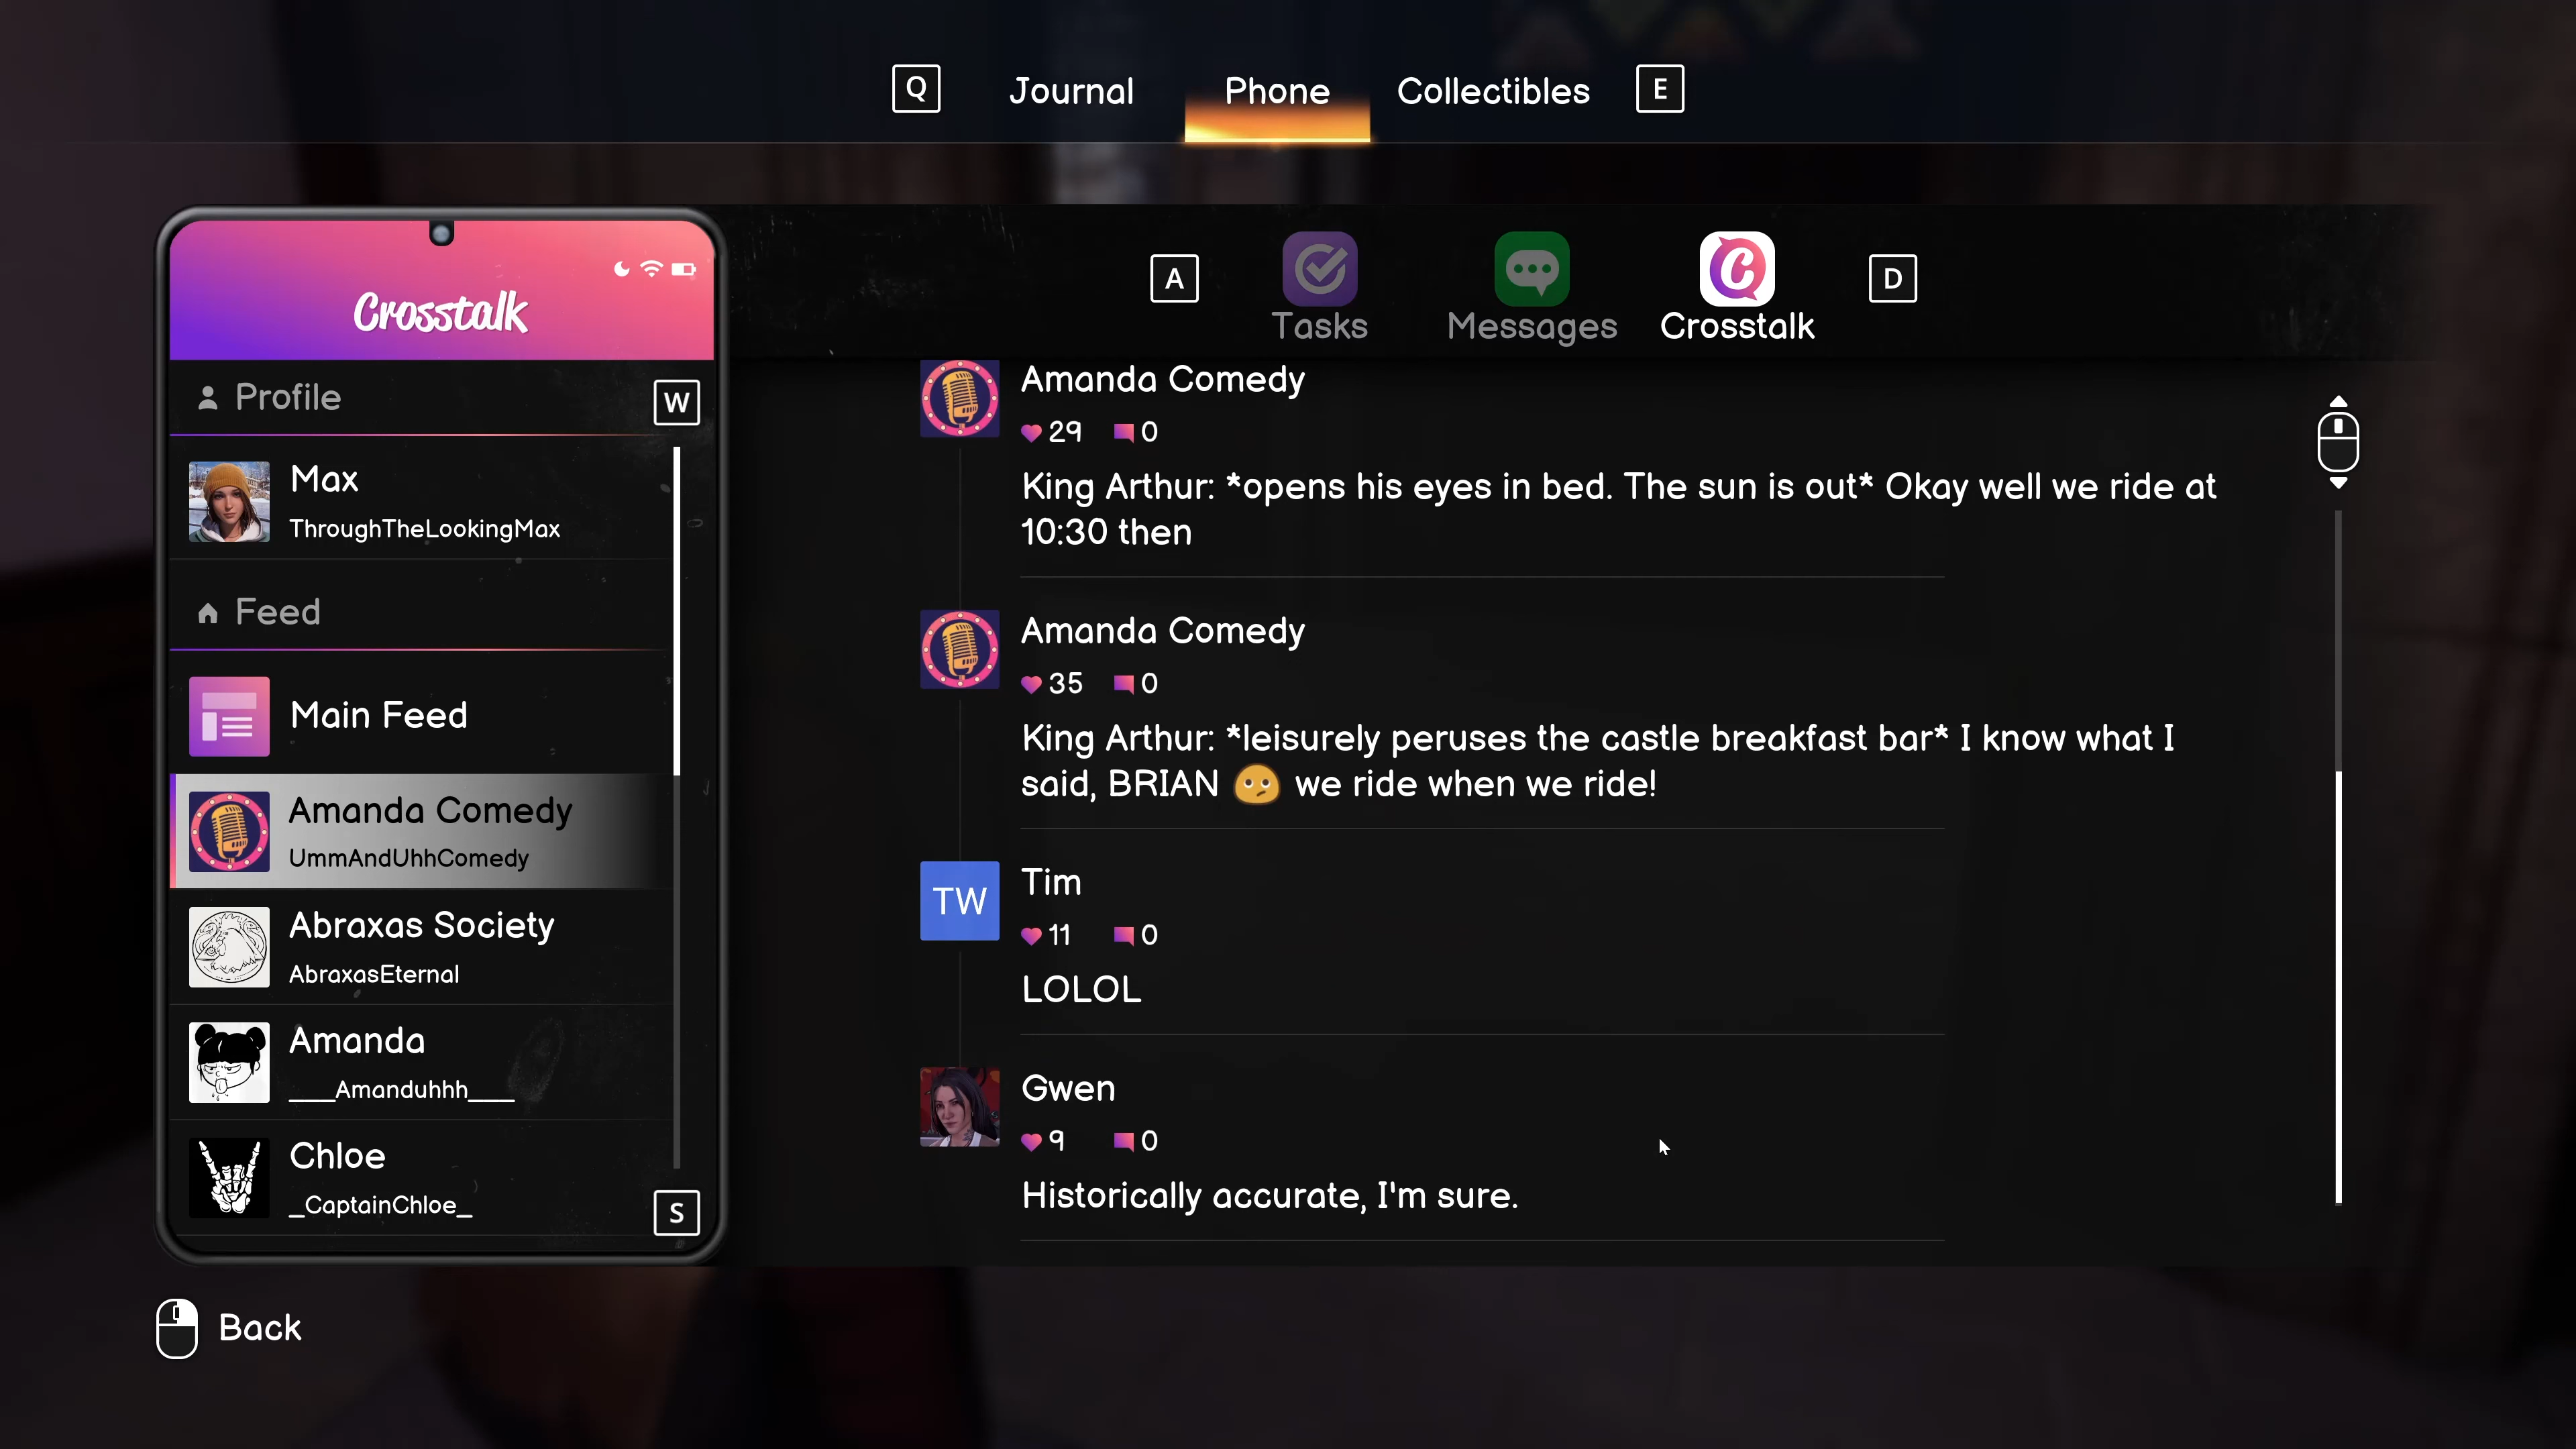 Q Journal Phone Collectibles E
Crosstalk
Profile W
Max
ThroughTheLookingMax
Feed
Main Feed
Amanda Comedy
UmmAndUhhComedy
Abraxas Society
AbraxasEternal
Amanda
____Amanduhhh____
Chloe
_CaptainChloe_
S
A Tasks Messages Crosstalk D
Amanda Comedy
29 0
King Arthur: *opens his eyes in bed. The sun is out* Okay well we ride at
10:30 then
Amanda Comedy
35 0
King Arthur: *leisurely peruses the castle breakfast bar* I know what I
said, BRIAN 🙁 we ride when we ride!
TW Tim
11 0
LOLOL
Gwen
9 0
Historically accurate, I'm sure.
Back